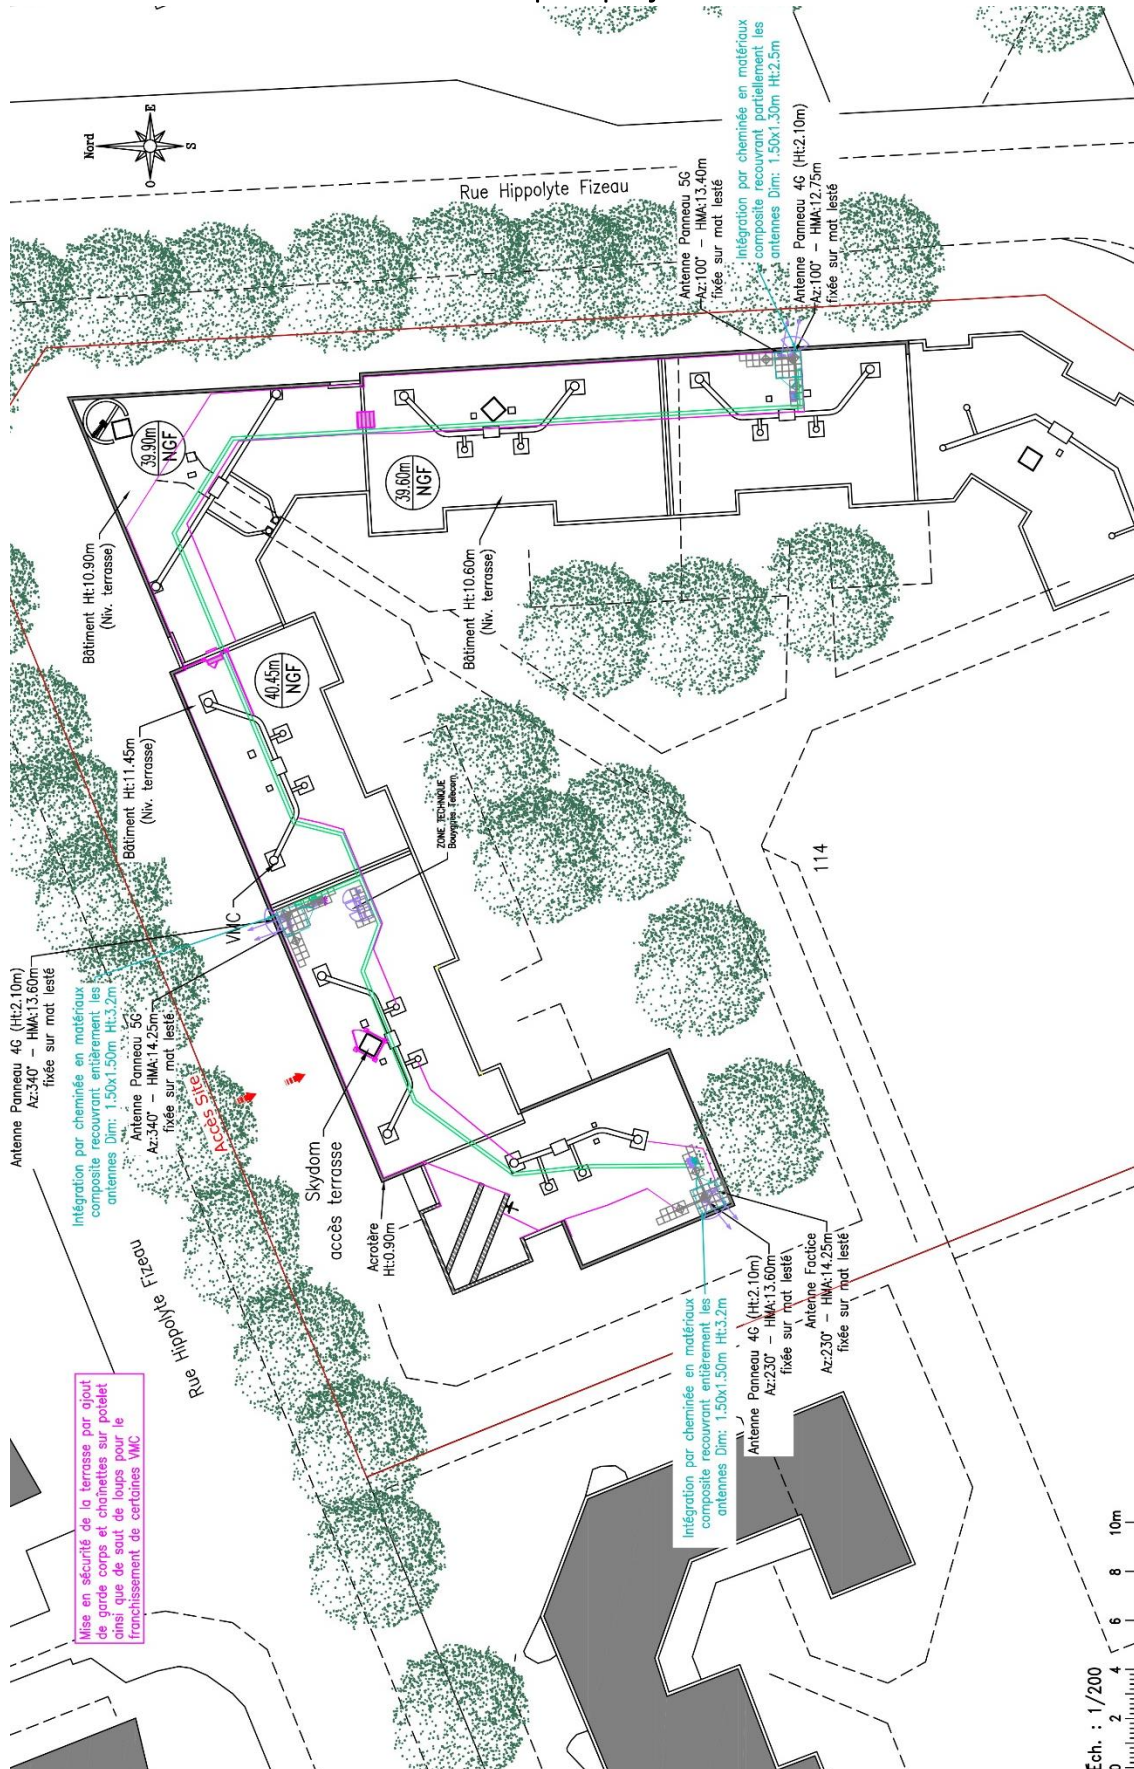 Nord
E
S
O
Rue Hippolyte Fizeau
Intégration par cheminée en matériaux
composite recouvrant partiellement les
antennes Dim: 1.50x1.30m Ht:2.5m
Antenne Panneau 5G
Az:100° - HMA:13.40m
fixée sur mat lesté
Antenne Panneau 4G (Ht:2.10m)
Az:100° - HMA:12.75m
fixée sur mat lesté
39.90m
NGF
39.60m
NGF
Bâtiment Ht:10.90m
(Niv. terrasse)
Bâtiment Ht:10.60m
(Niv. terrasse)
40.45m
NGF
Bâtiment Ht:11.45m
(Niv. terrasse)
ZONE TECHNIQUE
Bouygues Telecom
114
VMC
Antenne Panneau 4G (Ht:2.10m)
Az:340° - HMA:13.60m
fixée sur mat lesté
Intégration par cheminée en matériaux
composite recouvrant entièrement les
antennes Dim: 1.50x1.50m Ht:3.2m
Antenne Panneau 5G
Az:340° - HMA:14.25m
fixée sur mat lesté
Accès Site
Skydom
accès terrasse
Acrotère
Ht:0.90m
Rue Hippolyte Fizeau
Intégration par cheminée en matériaux
composite recouvrant entièrement les
antennes Dim: 1.50x1.50m Ht:3.2m
Antenne Panneau 4G (Ht:2.10m)
Az:230° - HMA:13.60m
fixée sur mat lesté
Antenne Factice
Az:230° - HMA:14.25m
fixée sur mat lesté
Mise en sécurité de la terrasse par ajout
de garde corps et chaînettes sur potelet
ainsi que de saut de loups pour le
franchissement de certaines VMC
Éch. : 1/200
0 2 4 6 8 10m